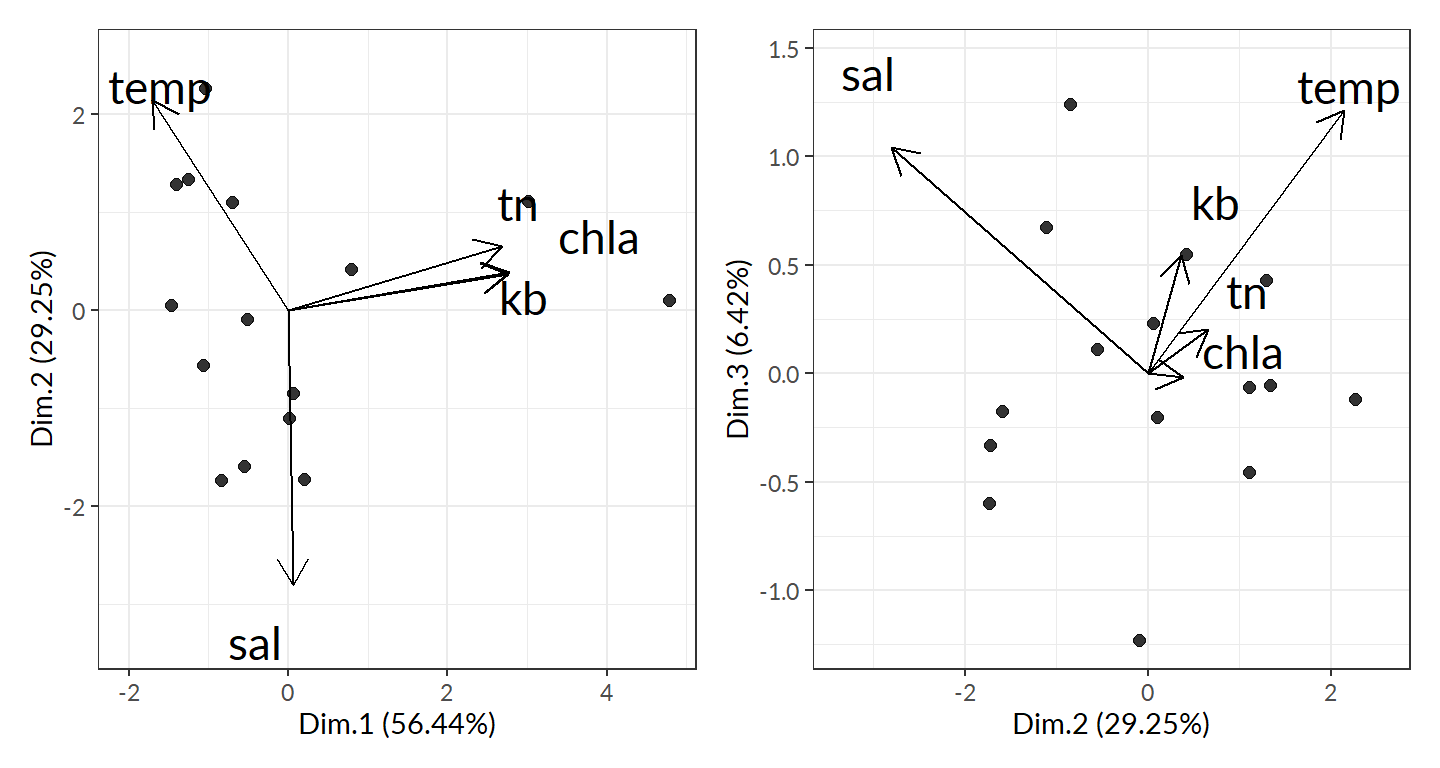 temp
tn
chla
kb
sal
2
0
-2
-2
0
2
4
Dim.1 (56.44%)
Dim.2 (29.25%)
sal
temp
kb
tn
chla
1.5
1.0
0.5
0.0
-0.5
-1.0
-2
0
2
Dim.2 (29.25%)
Dim.3 (6.42%)